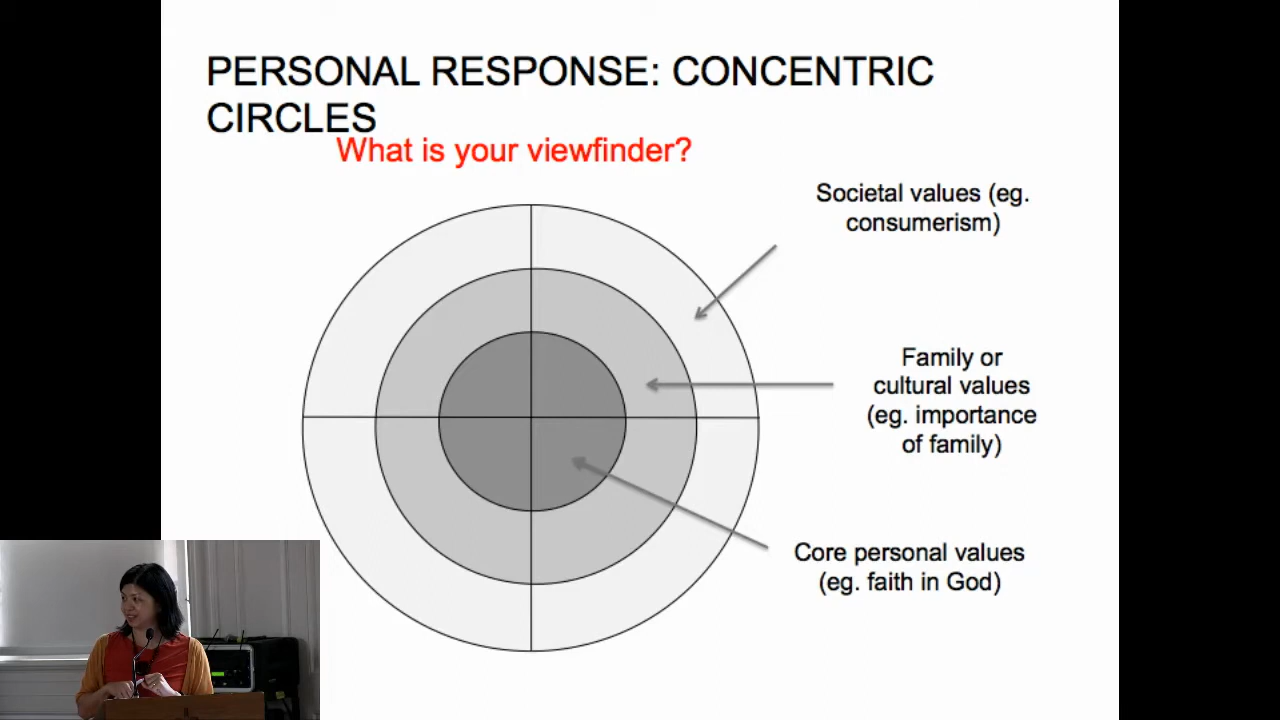 PERSONAL RESPONSE: CONCENTRIC
CIRCLES
What is your viewfinder?
Societal values (eg.
consumerism)
Family or
cultural values
(eg. importance
of family)
Core personal values
(eg. faith in God)